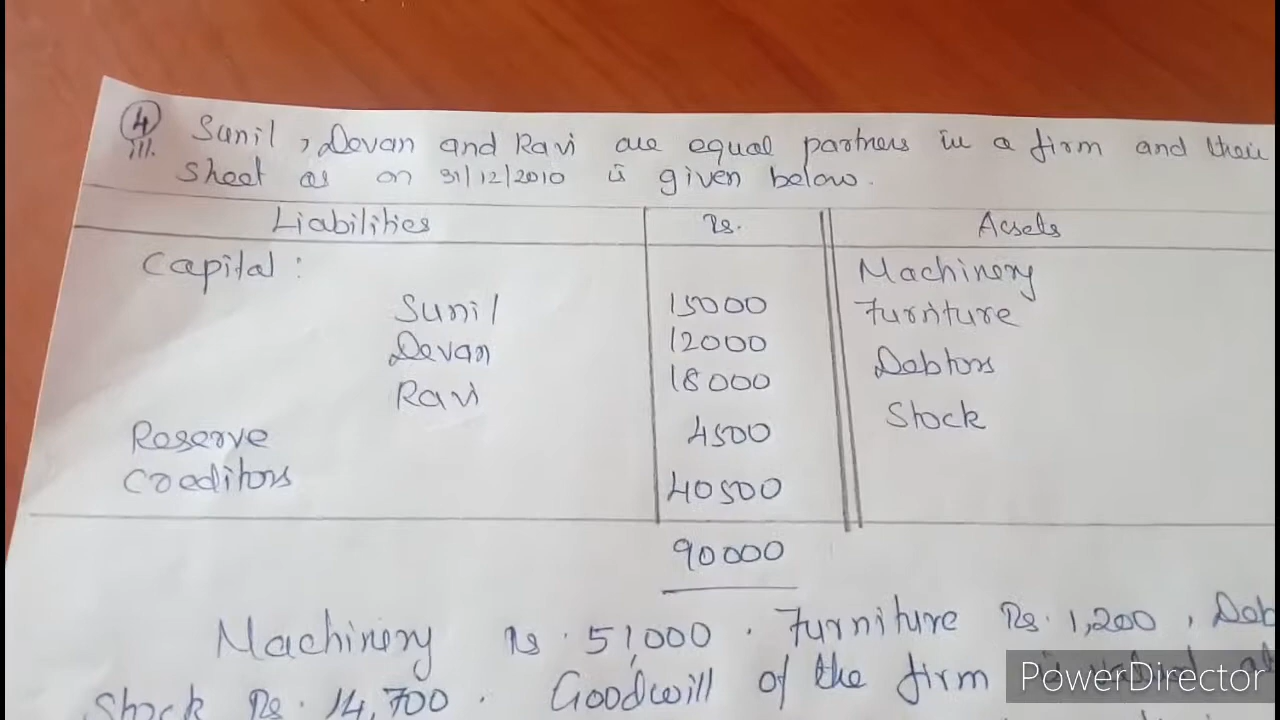 4 Sunil, Devan and Ravi are equal partners in a firm and their
III.
sheet as on 31/12/2010 is given below.
Liabilities Rs. Assets
Capital: Machinery
Sunil 15000 Furniture
Devan 12000 Debtors
Ravi 18000 Stock
Reserve 4500
Creditors 40500
90000
Machinery Rs. 51,000. Furniture Rs. 1,200, Deb
Stock Rs. 14,700. Goodwill of the firm is valued at
PowerDirector